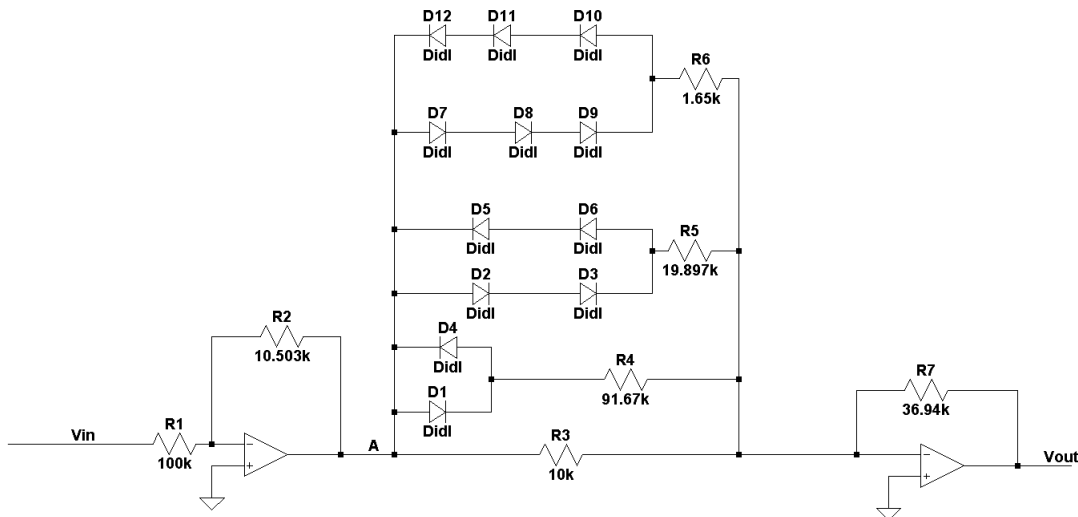 D12 D11 D10
Didl Didl Didl
R6
1.65k
D7 D8 D9
Didl Didl Didl
D5 D6
Didl Didl
R5
19.897k
D2 D3
Didl Didl
R2
10.503k
D4
Didl
R4
91.67k
D1
Didl
R7
36.94k
Vin
R1
100k
A
R3
10k
Vout